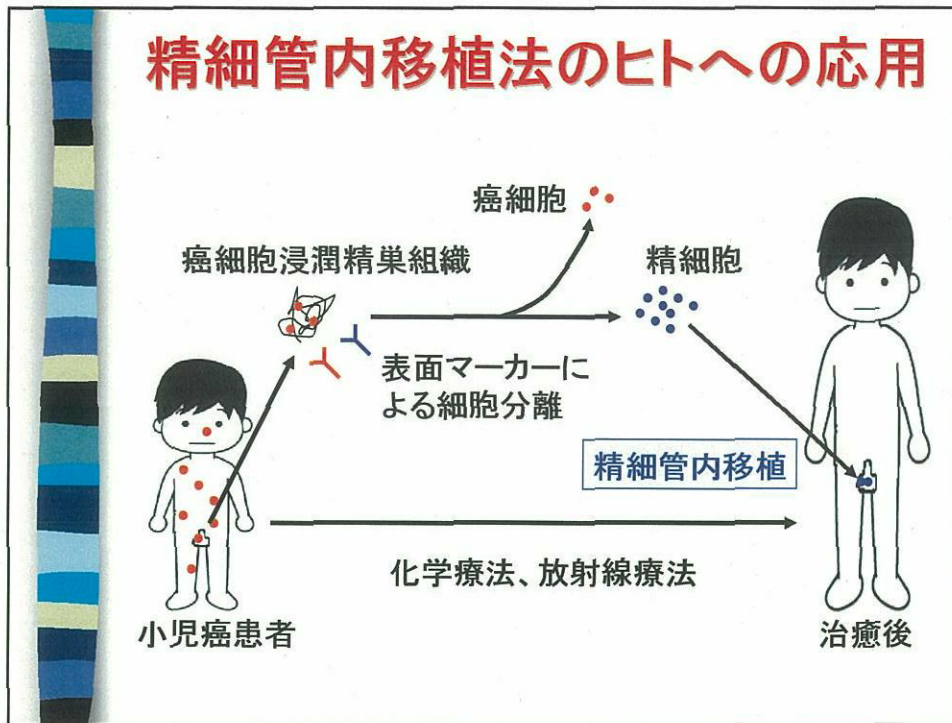 精細管内移植法のヒトへの応用
癌細胞
癌細胞浸潤精巣組織
精細胞
表面マーカーに
よる細胞分離
精細管内移植
化学療法、放射線療法
小児癌患者
治癒後